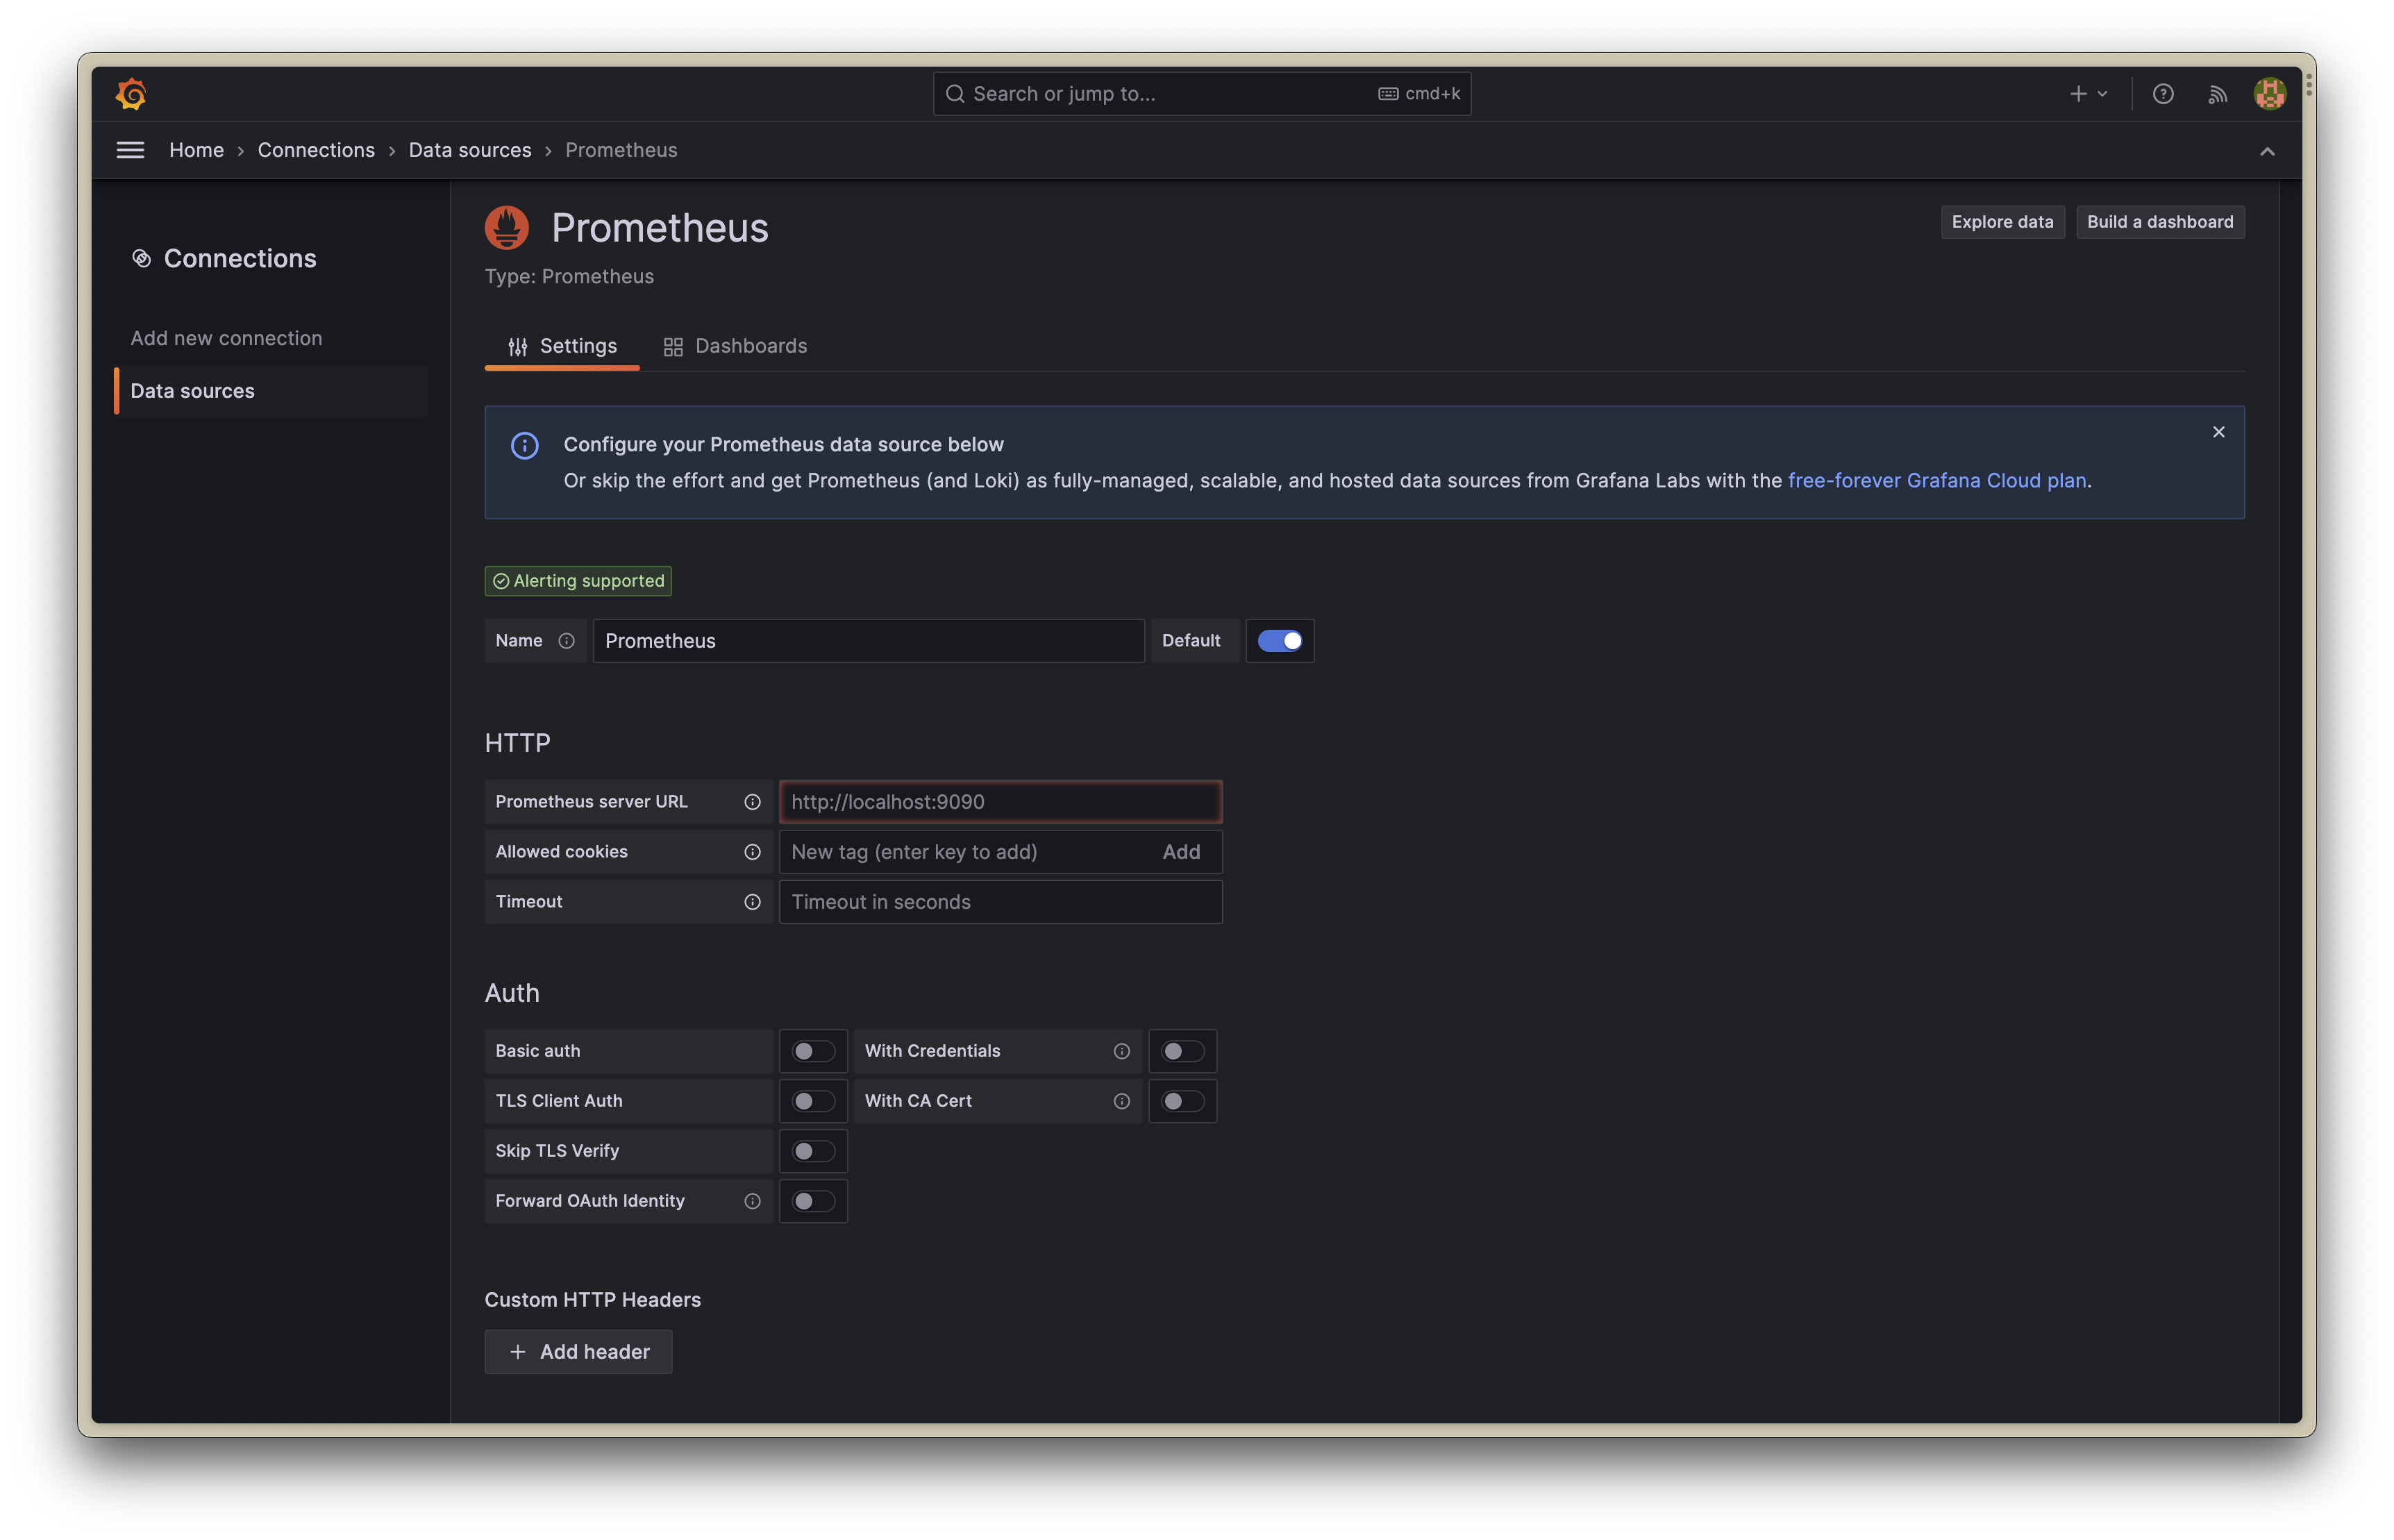 Search or jump to...
cmd+k
Home › Connections › Data sources › Prometheus
Connections
Add new connection
Data sources
Prometheus
Type: Prometheus
Explore data
Build a dashboard
Settings
Dashboards
Configure your Prometheus data source below
Or skip the effort and get Prometheus (and Loki) as fully-managed, scalable, and hosted data sources from Grafana Labs with the free-forever Grafana Cloud plan.
Alerting supported
Name
Prometheus
Default
HTTP
Prometheus server URL
http://localhost:9090
Allowed cookies
New tag (enter key to add)
Add
Timeout
Timeout in seconds
Auth
Basic auth
With Credentials
TLS Client Auth
With CA Cert
Skip TLS Verify
Forward OAuth Identity
Custom HTTP Headers
Add header